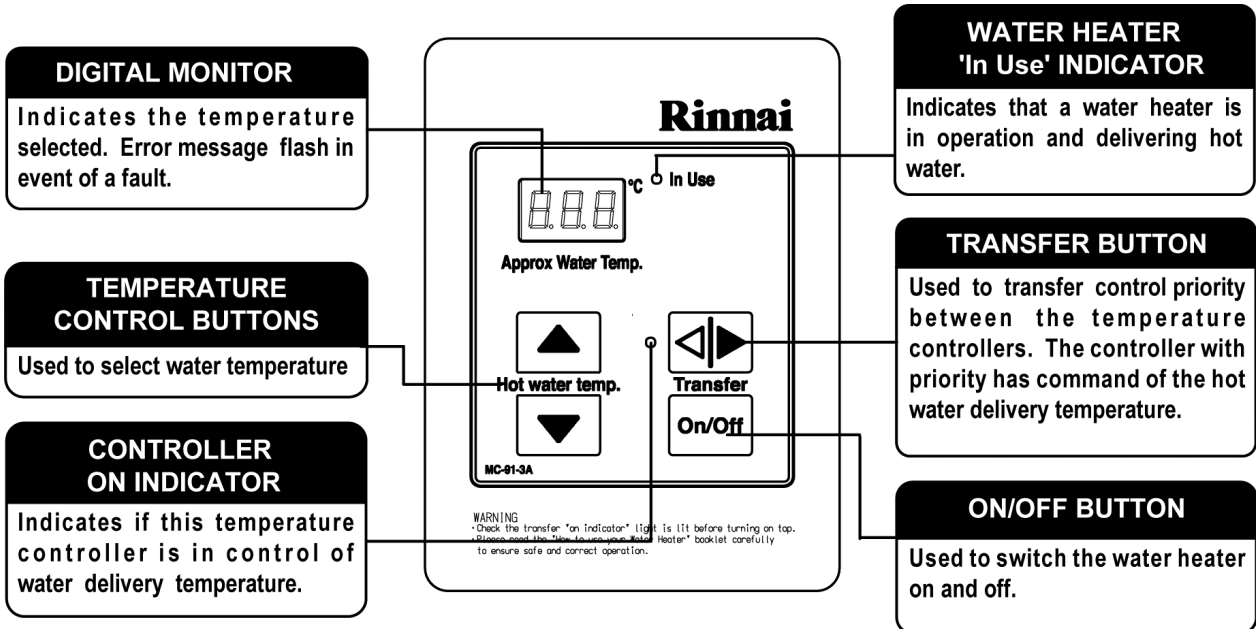 DIGITAL MONITOR
Indicates the temperature
selected. Error message flash in
event of a fault.
TEMPERATURE
CONTROL BUTTONS
Used to select water temperature
CONTROLLER
ON INDICATOR
Indicates if this temperature
controller is in control of
water delivery temperature.
Rinnai
888
°C
In Use
Approx Water Temp.
Hot water temp.
Transfer
On/Off
MC-91-3A
WARNING
·Check the transfer "on indicator" light is lit before turning on tap.
·Please read the "How to use your Water Heater" booklet carefully
to ensure safe and correct operation.
WATER HEATER
'In Use' INDICATOR
Indicates that a water heater is
in operation and delivering hot
water.
TRANSFER BUTTON
Used to transfer control priority
between the temperature
controllers. The controller with
priority has command of the hot
water delivery temperature.
ON/OFF BUTTON
Used to switch the water heater
on and off.